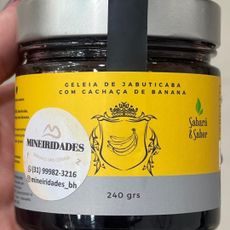 GELEIA DE JABUTICABA
COM CACHAÇA DE BANANA
Sabará
& Sabor
MINEIRIDADES
(31) 99982-3216
mineiridades_bh
240 grs